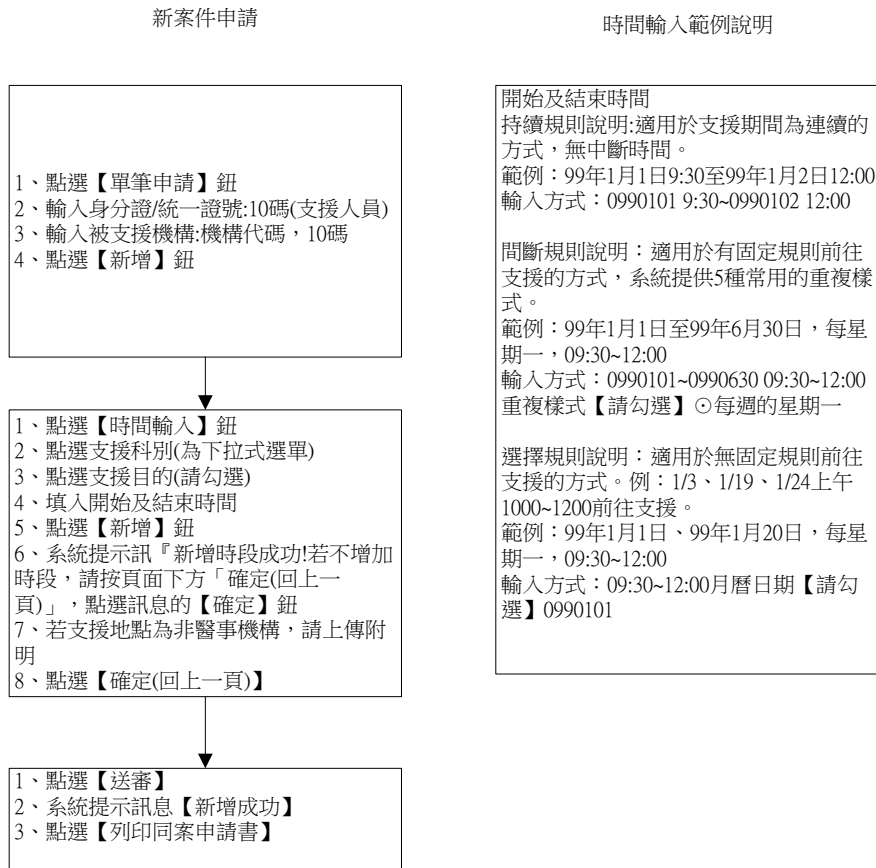 新案件申請
1、點選【單筆申請】鈕
2、輸入身分證/統一證號:10碼(支援人員)
3、輸入被支援機構:機構代碼，10碼
4、點選【新增】鈕
1、點選【時間輸入】鈕
2、點選支援科別(為下拉式選單)
3、點選支援目的(請勾選)
4、填入開始及結束時間
5、點選【新增】鈕
6、系統提示訊『新增時段成功!若不增加
時段，請按頁面下方「確定(回上一
頁)」，點選訊息的【確定】鈕
7、若支援地點為非醫事機構，請上傳附
明
8、點選【確定(回上一頁)】
1、點選【送審】
2、系統提示訊息【新增成功】
3、點選【列印同案申請書】
時間輸入範例說明
開始及結束時間
持續規則說明:適用於支援期間為連續的
方式，無中斷時間。
範例：99年1月1日9:30至99年1月2日12:00
輸入方式：0990101 9:30~0990102 12:00
間斷規則說明：適用於有固定規則前往
支援的方式，系統提供5種常用的重複樣
式。
範例：99年1月1日至99年6月30日，每星
期一，09:30~12:00
輸入方式：0990101~0990630 09:30~12:00
重複樣式【請勾選】⊙每週的星期一
選擇規則說明：適用於無固定規則前往
支援的方式。例：1/3、1/19、1/24上午
1000~1200前往支援。
範例：99年1月1日、99年1月20日，每星
期一，09:30~12:00
輸入方式：09:30~12:00月曆日期【請勾
選】0990101